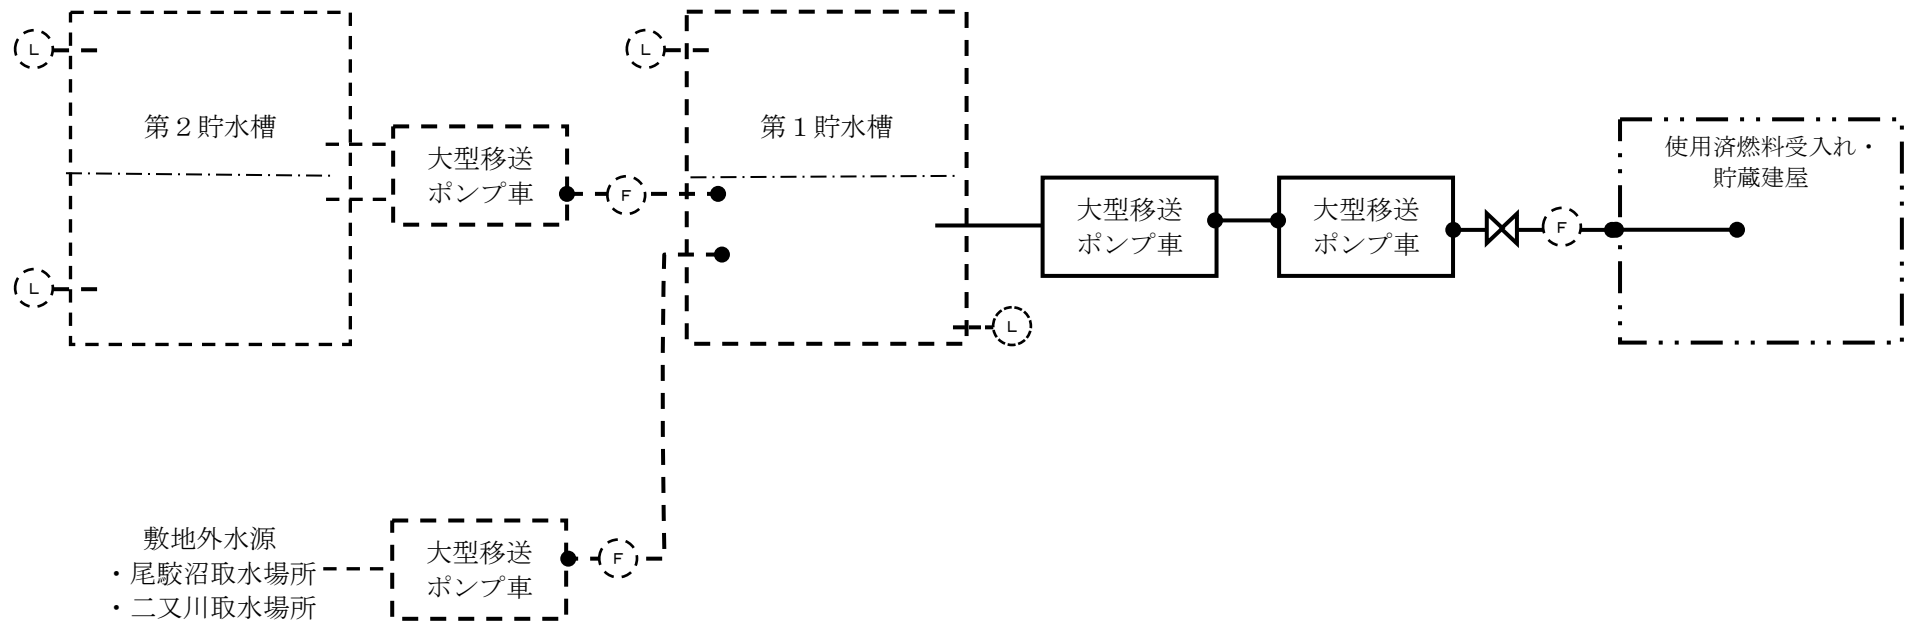 L
L
第２貯水槽
大型移送
ポンプ車
F
L
第１貯水槽
L
大型移送
ポンプ車
大型移送
ポンプ車
F
使用済燃料受入れ・
貯蔵建屋
敷地外水源
・尾駮沼取水場所
・二又川取水場所
大型移送
ポンプ車
F